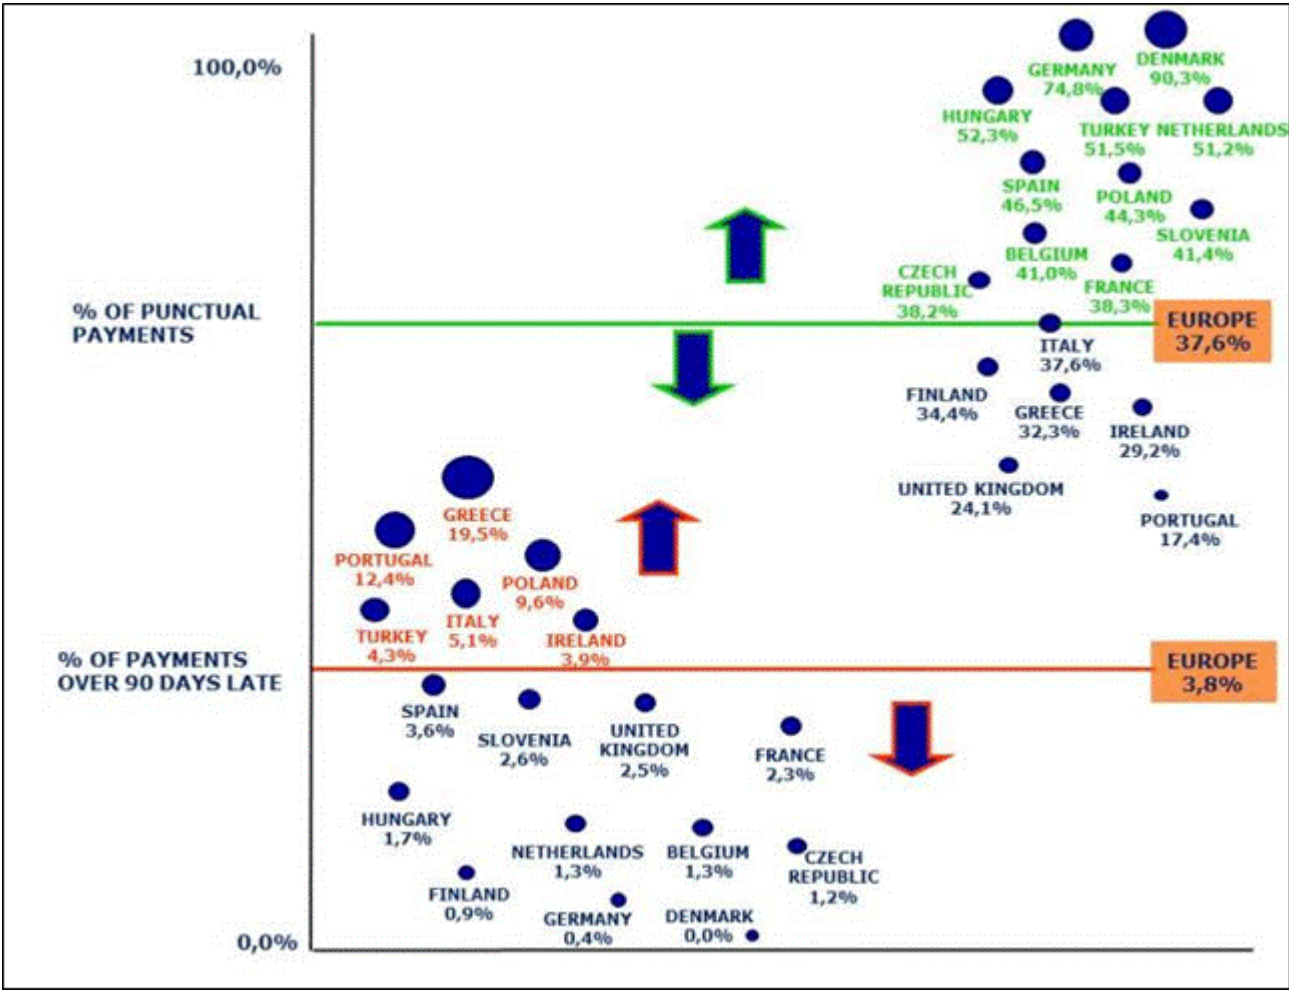 100,0%
GERMANY
74,8%
DENMARK
90,3%
HUNGARY
52,3%
TURKEY
51,5%
NETHERLANDS
51,2%
SPAIN
46,5%
POLAND
44,3%
SLOVENIA
41,4%
BELGIUM
41,0%
CZECH
REPUBLIC
38,2%
FRANCE
38,3%
% OF PUNCTUAL
PAYMENTS
EUROPE
37,6%
ITALY
37,6%
FINLAND
34,4%
GREECE
32,3%
IRELAND
29,2%
UNITED KINGDOM
24,1%
PORTUGAL
17,4%
GREECE
19,5%
PORTUGAL
12,4%
POLAND
9,6%
ITALY
5,1%
TURKEY
4,3%
IRELAND
3,9%
% OF PAYMENTS
OVER 90 DAYS LATE
EUROPE
3,8%
SPAIN
3,6%
SLOVENIA
2,6%
UNITED
KINGDOM
2,5%
FRANCE
2,3%
HUNGARY
1,7%
NETHERLANDS
1,3%
BELGIUM
1,3%
CZECH
REPUBLIC
1,2%
FINLAND
0,9%
GERMANY
0,4%
DENMARK
0,0%
0,0%